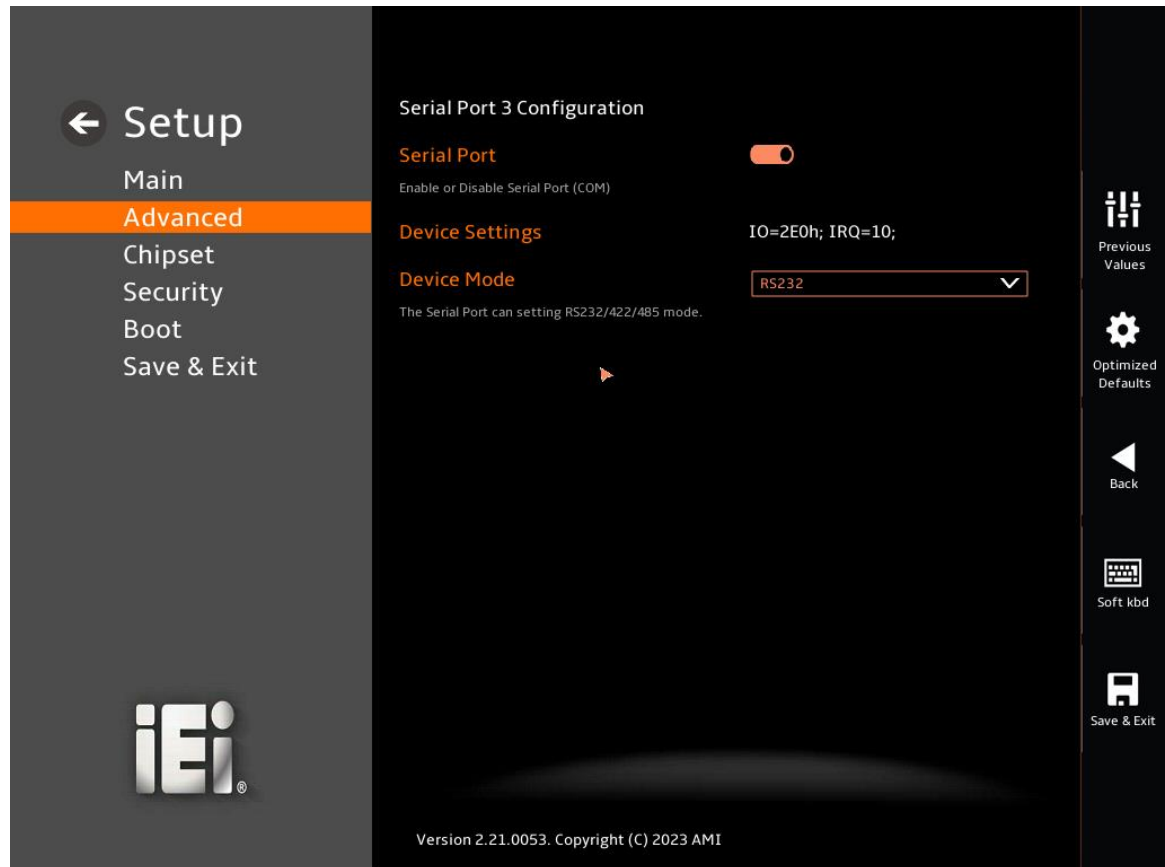 Setup
Main
Advanced
Chipset
Security
Boot
Save & Exit
iEi®
Serial Port 3 Configuration
Serial Port
Enable or Disable Serial Port (COM)
Device Settings IO=2E0h; IRQ=10;
Device Mode RS232
The Serial Port can setting RS232/422/485 mode.
Version 2.21.0053. Copyright (C) 2023 AMI
Previous
Values
Optimized
Defaults
Back
Soft kbd
Save & Exit